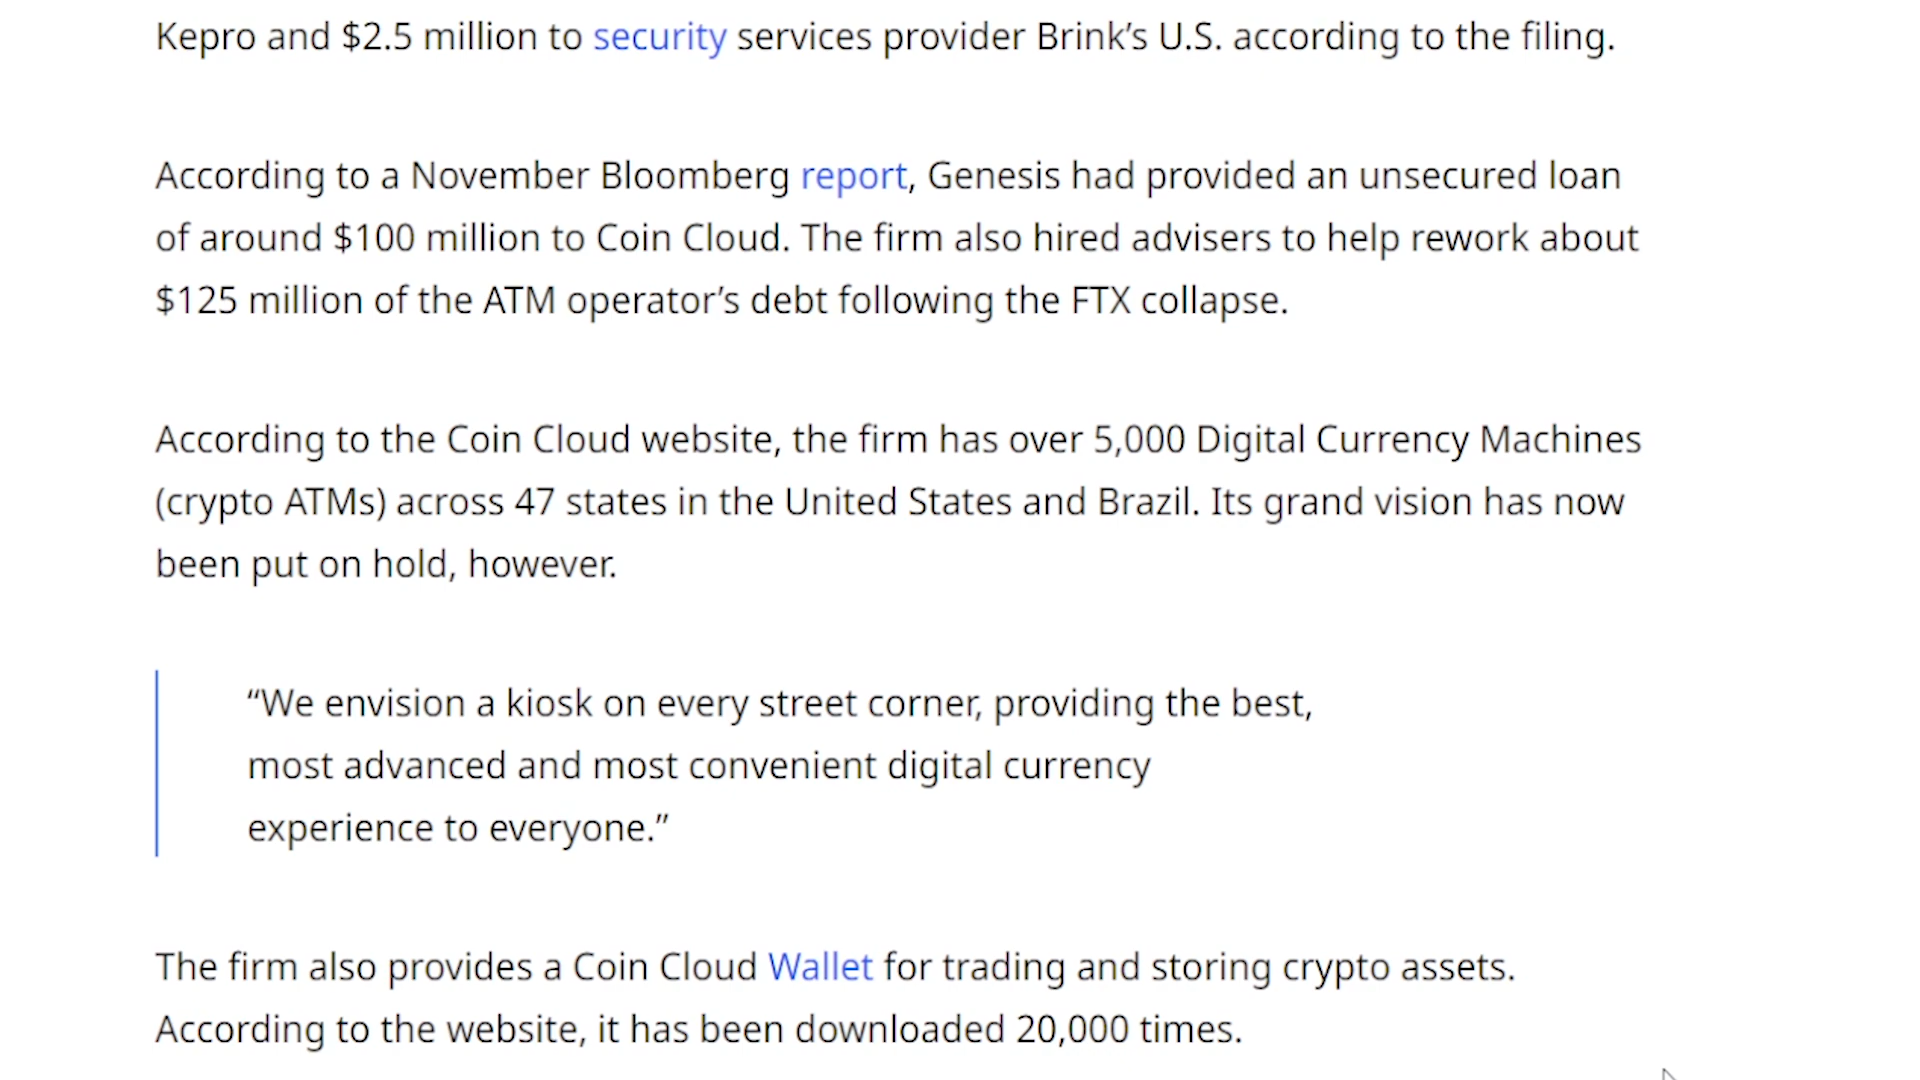 Kepro and $2.5 million to security services provider Brink’s U.S. according to the filing.
According to a November Bloomberg report, Genesis had provided an unsecured loan
of around $100 million to Coin Cloud. The firm also hired advisers to help rework about
$125 million of the ATM operator’s debt following the FTX collapse.
According to the Coin Cloud website, the firm has over 5,000 Digital Currency Machines
(crypto ATMs) across 47 states in the United States and Brazil. Its grand vision has now
been put on hold, however.
“We envision a kiosk on every street corner, providing the best,
most advanced and most convenient digital currency
experience to everyone.”
The firm also provides a Coin Cloud Wallet for trading and storing crypto assets.
According to the website, it has been downloaded 20,000 times.